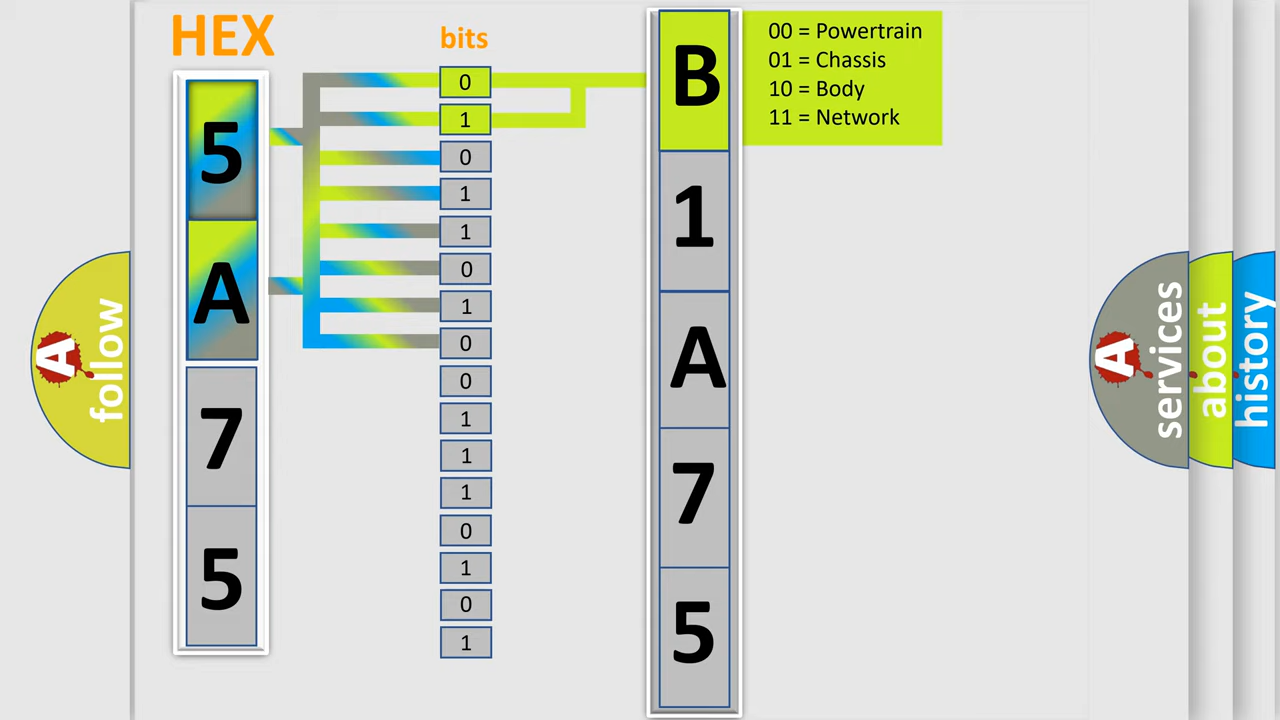 HEX
bits
5
A
7
5
0
1
0
1
1
0
1
0
0
1
1
1
0
1
0
1
B
1
A
7
5
00 = Powertrain
01 = Chassis
10 = Body
11 = Network
A
follow
A
services
about
history